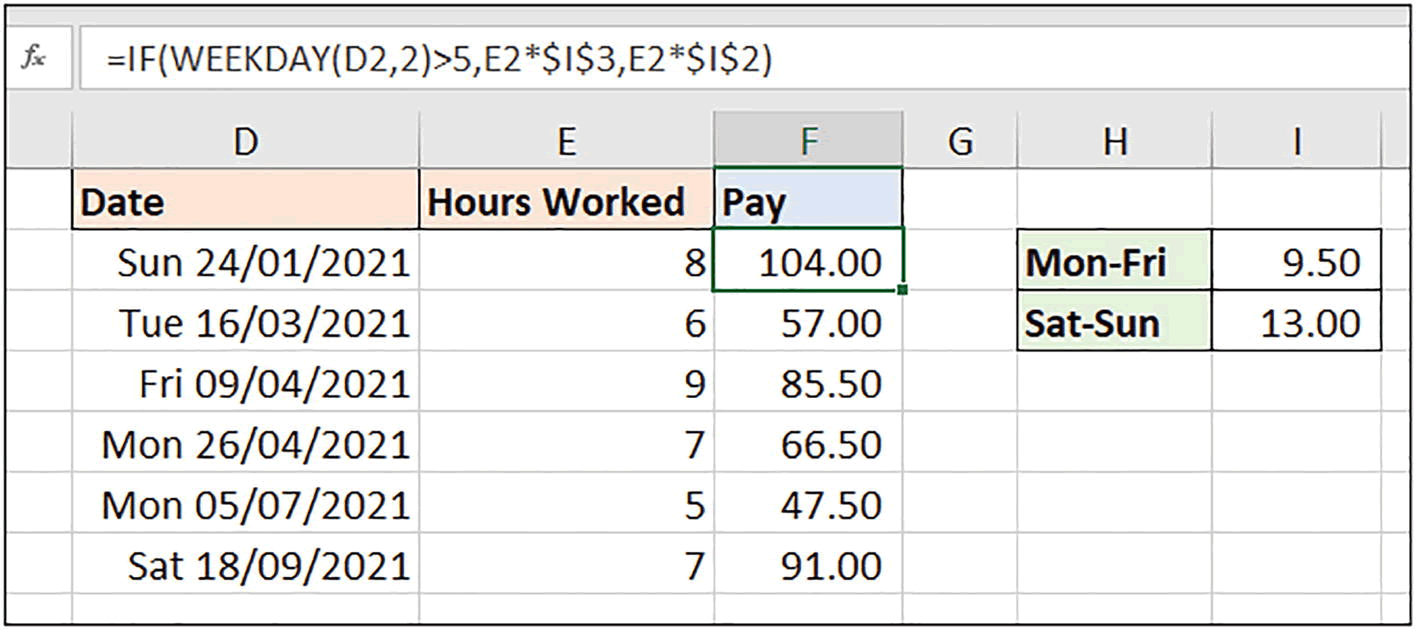 fx =IF(WEEKDAY(D2,2)>5,E2*$I$3,E2*$I$2)
D E F G H I
Date Hours Worked Pay
Sun 24/01/2021 8 104.00 Mon-Fri 9.50
Tue 16/03/2021 6 57.00 Sat-Sun 13.00
Fri 09/04/2021 9 85.50
Mon 26/04/2021 7 66.50
Mon 05/07/2021 5 47.50
Sat 18/09/2021 7 91.00